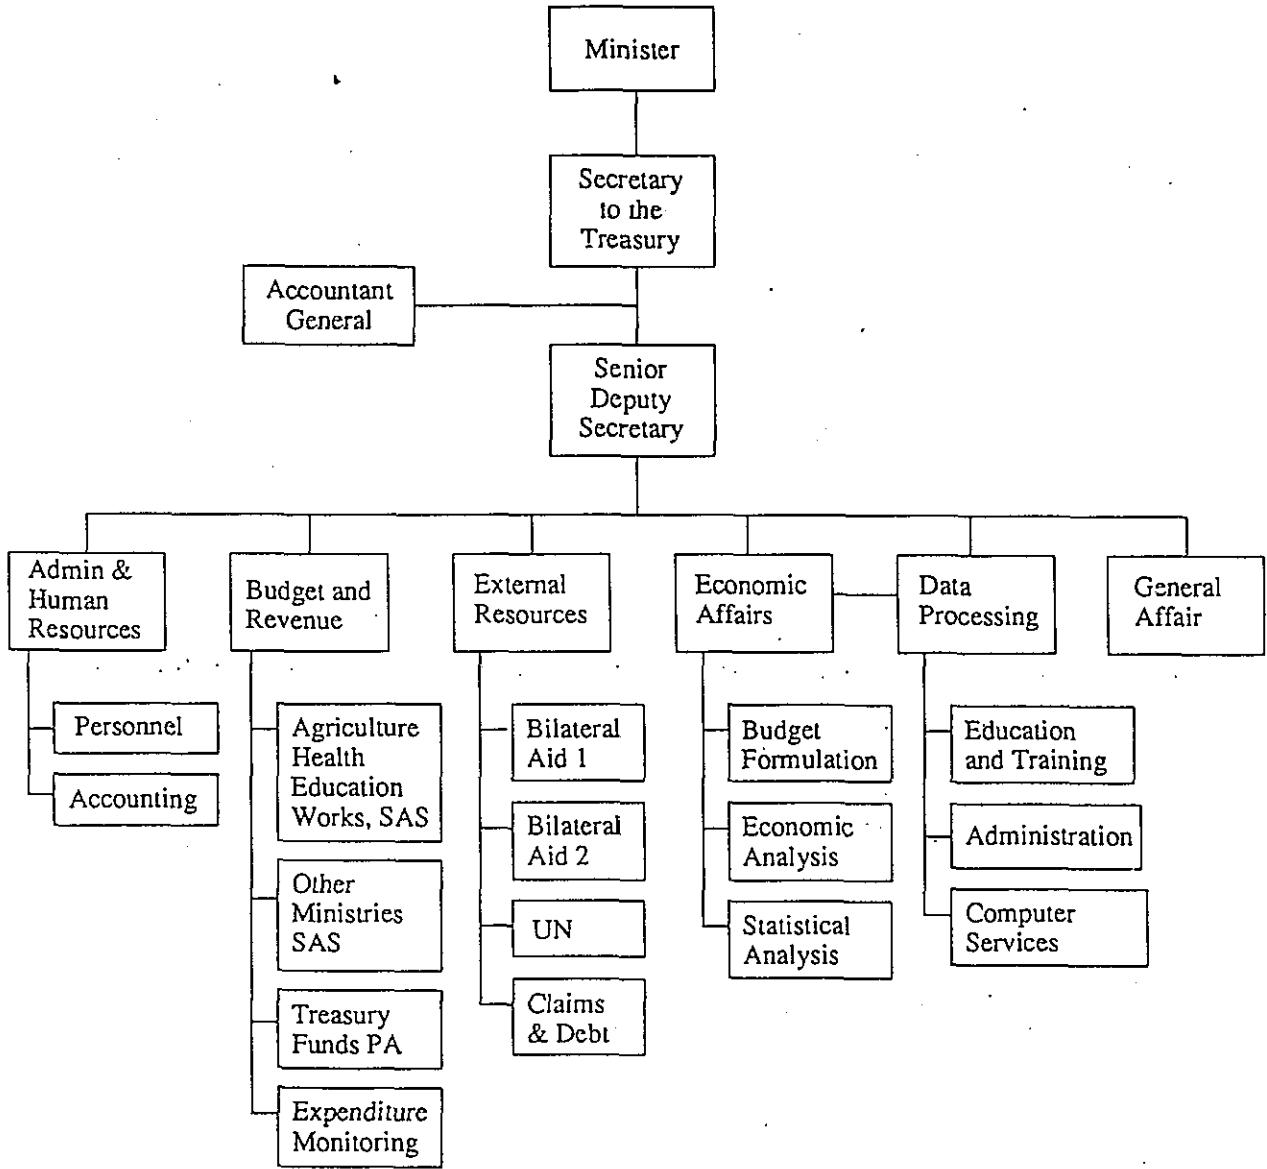 Minister
Secretary
to the
Treasury
Accountant
General
Senior
Deputy
Secretary
Admin &
Human
Resources
Budget and
Revenue
External
Resources
Economic
Affairs
Data
Processing
General
Affair
Personnel
Accounting
Agriculture
Health
Education
Works, SAS
Other
Ministries
SAS
Treasury
Funds PA
Expenditure
Monitoring
Bilateral
Aid 1
Bilateral
Aid 2
UN
Claims
& Debt
Budget
Formulation
Economic
Analysis
Statistical
Analysis
Education
and Training
Administration
Computer
Services